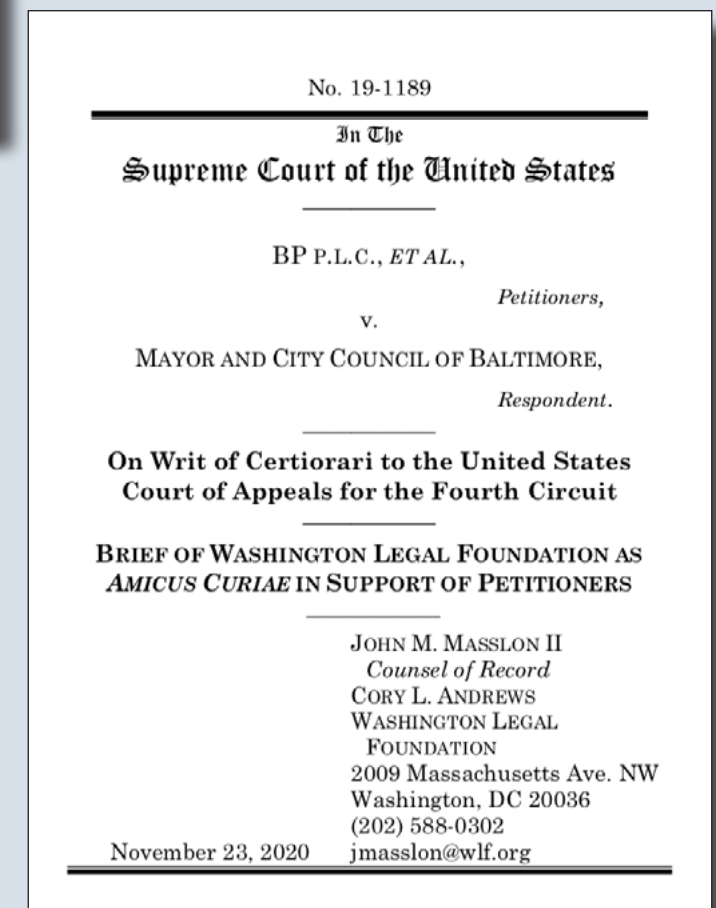 No. 19-1189
In The
Supreme Court of the United States
BP P.L.C., ET AL.,
Petitioners,
v.
MAYOR AND CITY COUNCIL OF BALTIMORE,
Respondent.
On Writ of Certiorari to the United States
Court of Appeals for the Fourth Circuit
BRIEF OF WASHINGTON LEGAL FOUNDATION AS
AMICUS CURIAE IN SUPPORT OF PETITIONERS
JOHN M. MASSLON II
Counsel of Record
CORY L. ANDREWS
WASHINGTON LEGAL
FOUNDATION
2009 Massachusetts Ave. NW
Washington, DC 20036
(202) 588-0302
November 23, 2020 jmasslon@wlf.org